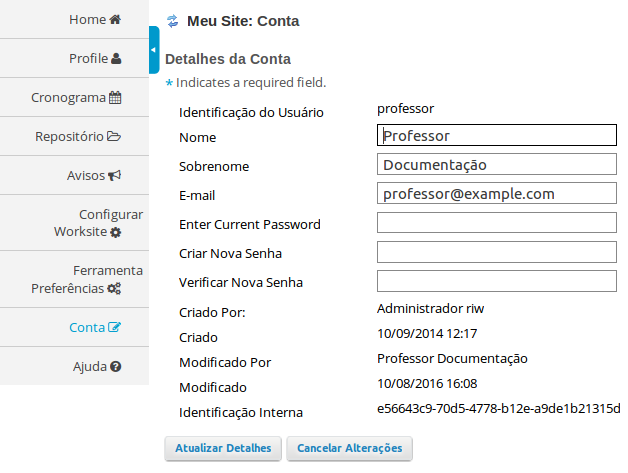 Home
Profile
Cronograma
Repositório
Avisos
Configurar
Worksite
Ferramenta
Preferências
Conta
Ajuda
Meu Site: Conta
Detalhes da Conta
* Indicates a required field.
Identificação do Usuário professor
Nome Professor
Sobrenome Documentação
E-mail professor@example.com
Enter Current Password
Criar Nova Senha
Verificar Nova Senha
Criado Por: Administrador riw
Criado 10/09/2014 12:17
Modificado Por Professor Documentação
Modificado 10/08/2016 16:08
Identificação Interna e56643c9-70d5-4778-b12e-a9de1b21315d
Atualizar Detalhes Cancelar Alterações